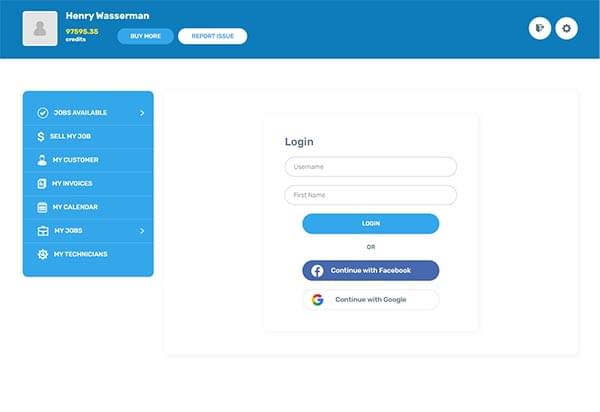 Henry Wasserman
97595.35
credits
BUY MORE
REPORT ISSUE
JOBS AVAILABLE
SELL MY JOB
MY CUSTOMER
MY INVOICES
MY CALENDAR
MY JOBS
MY TECHNICIANS
Login
Username
First Name
LOGIN
OR
Continue with Facebook
Continue with Google